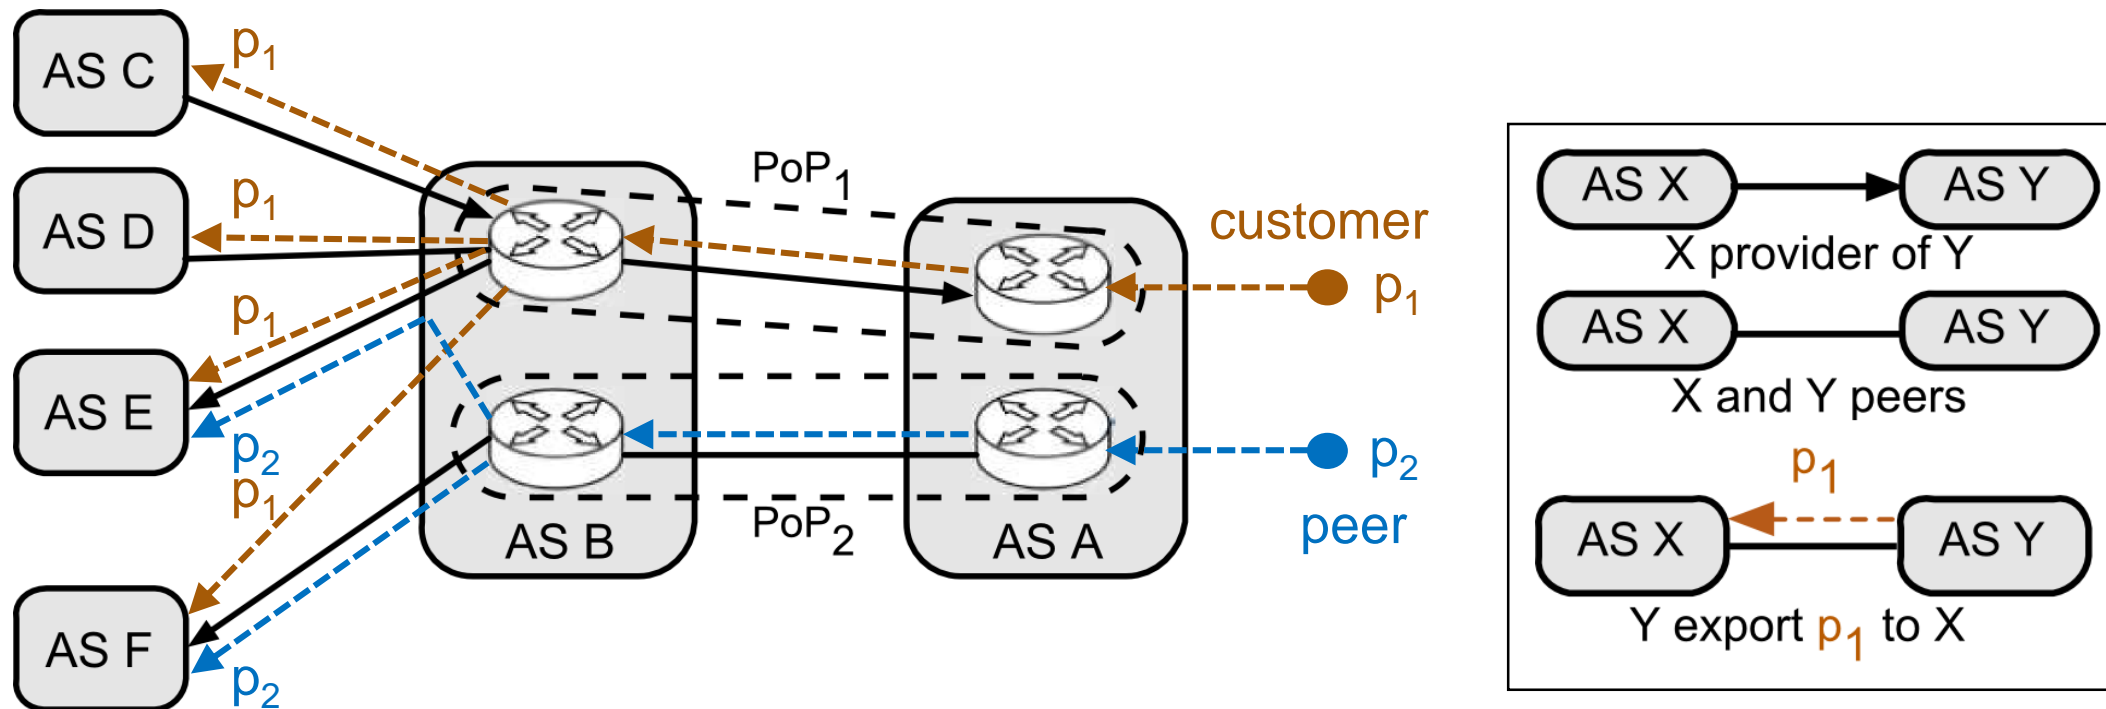 AS C
p1
AS D
p1
AS E
p1
p2
p1
AS F
p2
PoP1
PoP2
AS B
AS A
customer
p1
p2
peer
AS X
AS Y
X provider of Y
AS X
AS Y
X and Y peers
p1
AS X
AS Y
Y export p1 to X